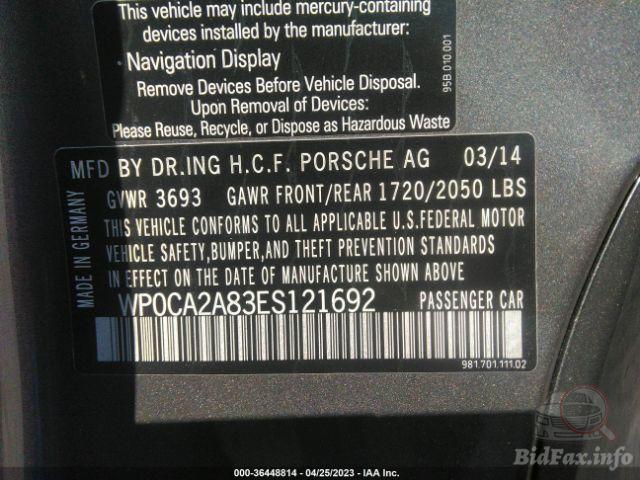 This vehicle may include mercury-containing
devices installed by the manufacturer:
·Navigation Display
Remove Devices Before Vehicle Disposal.
Upon Removal of Devices:
Please Reuse, Recycle, or Dispose as Hazardous Waste
95B.010.001
MFD BY DR.ING H.C.F. PORSCHE AG 03/14
GVWR 3693 GAWR FRONT/REAR 1720/2050 LBS
THIS VEHICLE CONFORMS TO ALL APPLICABLE U.S.FEDERAL MOTOR
VEHICLE SAFETY,BUMPER,AND THEFT PREVENTION STANDARDS
IN EFFECT ON THE DATE OF MANUFACTURE SHOWN ABOVE
WP0CA2A83ES121692 PASSENGER CAR
MADE IN GERMANY
981.701.111.02
BidFax.info
000-36448814 - 04/25/2023 - IAA Inc.